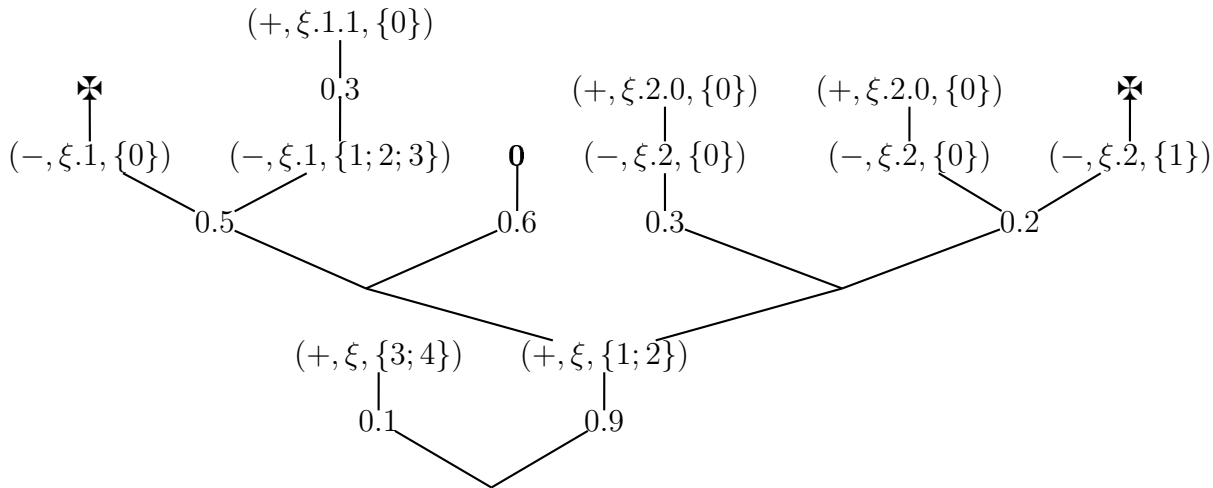 (+, ξ.1.1, {0})
✠ 0.3 (+, ξ.2.0, {0}) (+, ξ.2.0, {0}) ✠
(−, ξ.1, {0}) (−, ξ.1, {1; 2; 3}) 0 (−, ξ.2, {0}) (−, ξ.2, {0}) (−, ξ.2, {1})
0.5 0.6 0.3 0.2
(+, ξ, {3; 4}) (+, ξ, {1; 2})
0.1 0.9